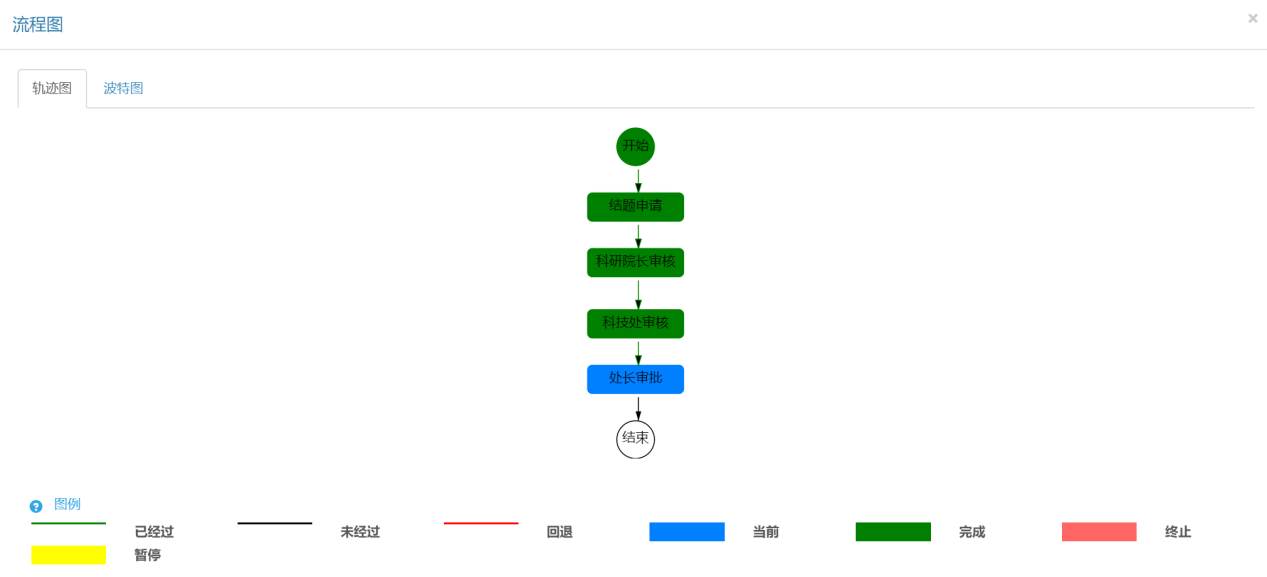 流程图
×
轨迹图 波特图
开始
结题申请
科研院长审核
科技处审核
处长审批
结束
? 图例
已经过 未经过 回退 当前 完成 终止
暂停